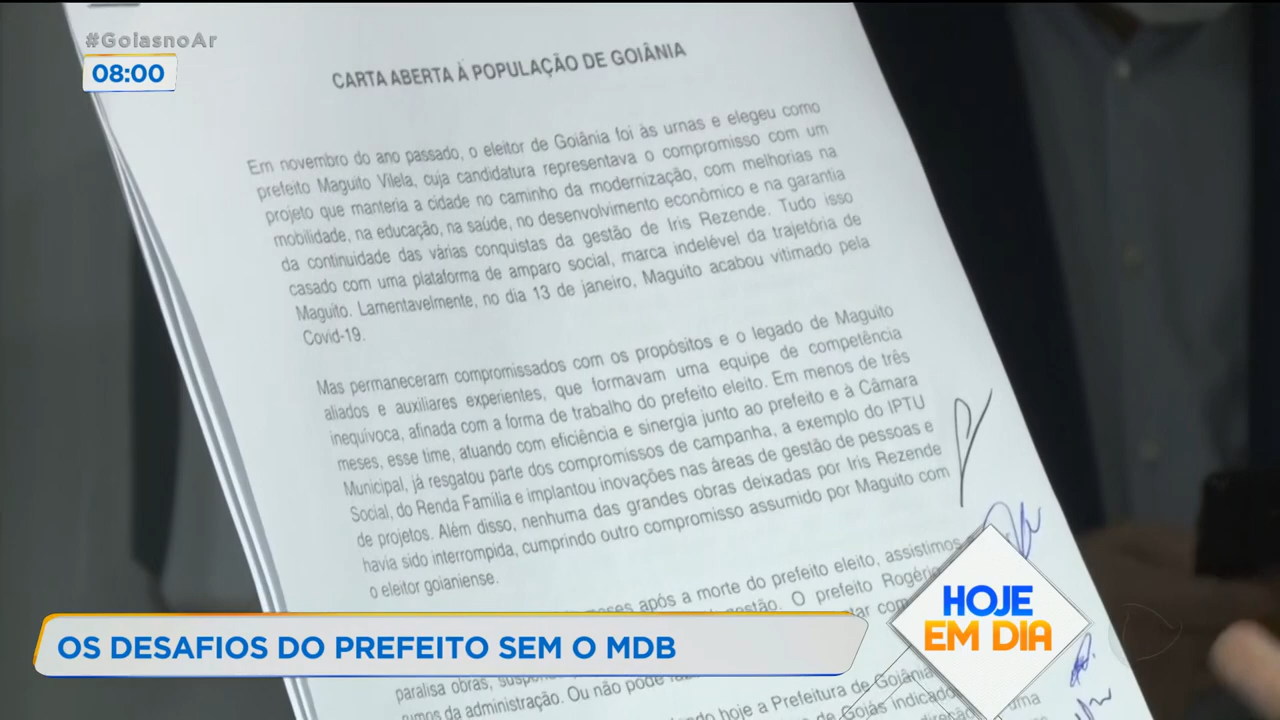 #GoiásnoAr
08:00
CARTA ABERTA À POPULAÇÃO DE GOIÂNIA
Em novembro do ano passado, o eleitor de Goiânia foi às urnas e elegeu como
prefeito Maguito Vilela, cuja candidatura representava o compromisso com um
projeto que manteria a cidade no caminho da modernização, com melhorias na
mobilidade, na educação, na saúde, no desenvolvimento econômico e na garantia
da continuidade das várias conquistas da gestão de Iris Rezende. Tudo isso
casado com uma plataforma de amparo social, marca indelével da trajetória de
Maguito. Lamentavelmente, no dia 13 de janeiro, Maguito acabou vitimado pela
Covid-19.
Mas permaneceram compromissados com os propósitos e o legado de Maguito
aliados e auxiliares experientes, que formavam uma equipe de competência
inequívoca, afinada com a forma de trabalho do prefeito eleito. Em menos de três
meses, esse time, atuando com eficiência e sinergia junto ao prefeito e à Câmara
Municipal, já resgatou parte dos compromissos de campanha, a exemplo do IPTU
Social, do Renda Família e implantou inovações nas áreas de gestão de pessoas e
de projetos. Além disso, nenhuma das grandes obras deixadas por Iris Rezende
havia sido interrompida, cumprindo outro compromisso assumido por Maguito com
o eleitor goianiense.
meses após a morte do prefeito eleito, assistimos
gestão. O prefeito Rogério
paralisa obras,
rumos da administração. Ou não pode
hoje a Prefeitura de Goiânia
de Goiás
uma
OS DESAFIOS DO PREFEITO SEM O MDB
HOJE
EM DIA